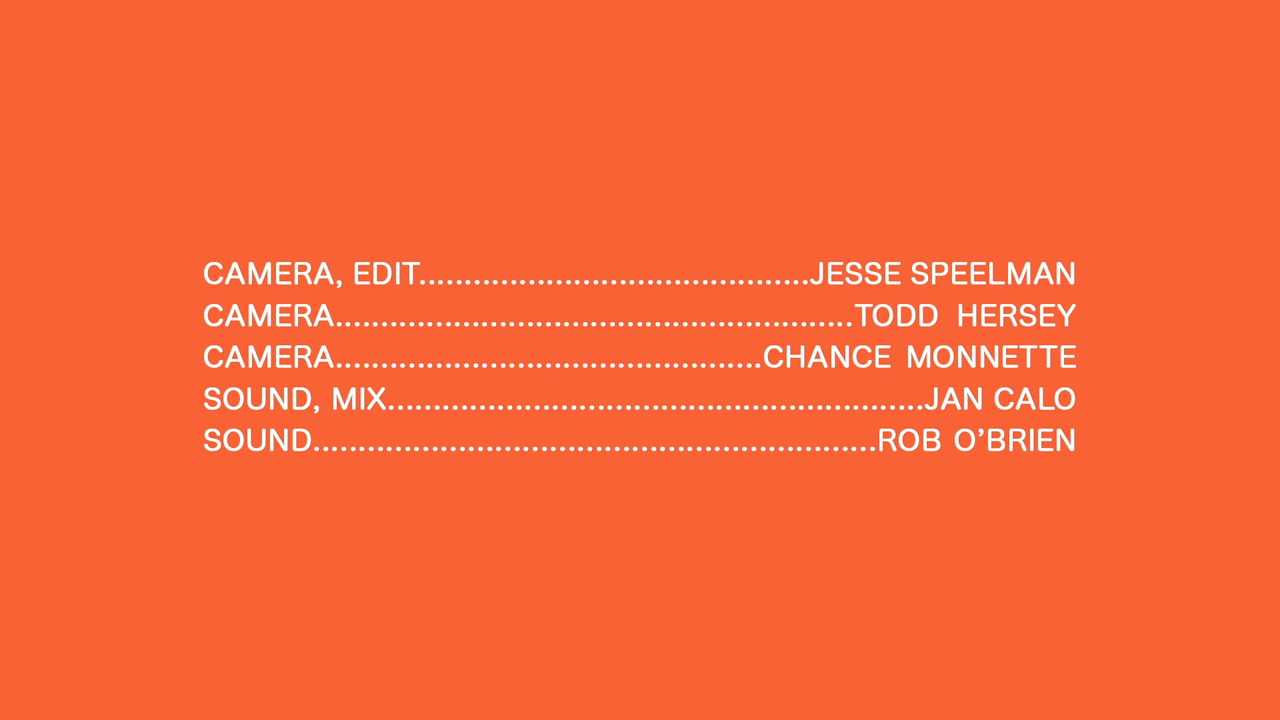 CAMERA, EDIT...........................................JESSE SPEELMAN
CAMERA.........................................................TODD  HERSEY
CAMERA...............................................CHANCE  MONNETTE
SOUND, MIX...........................................................JAN CALO
SOUND..............................................................ROB O’BRIEN